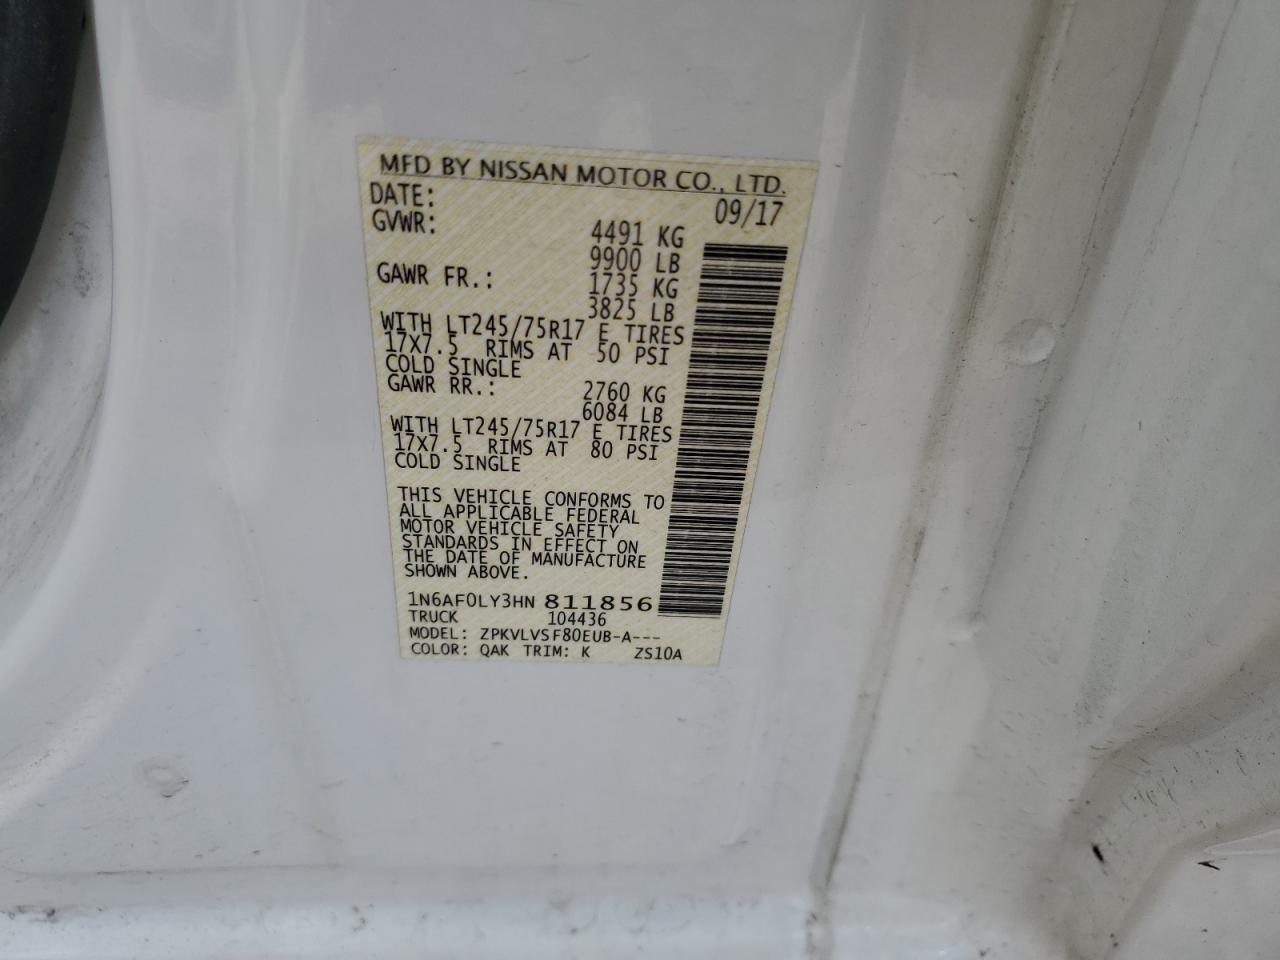 MFD BY NISSAN MOTOR CO., LTD.
DATE: 09/17
GVWR: 4491 KG
9900 LB
GAWR FR.: 1735 KG
3825 LB
WITH LT245/75R17 E TIRES
17X7.5 RIMS AT 50 PSI
COLD SINGLE
GAWR RR.: 2760 KG
6084 LB
WITH LT245/75R17 E TIRES
17X7.5 RIMS AT 80 PSI
COLD SINGLE
THIS VEHICLE CONFORMS TO
ALL APPLICABLE FEDERAL
MOTOR VEHICLE SAFETY
STANDARDS IN EFFECT ON
THE DATE OF MANUFACTURE
SHOWN ABOVE.
1N6AF0LY3HN 811856
TRUCK 104436
MODEL: ZPKVLVSF80EUB-A---
COLOR: QAK TRIM: K ZS10A